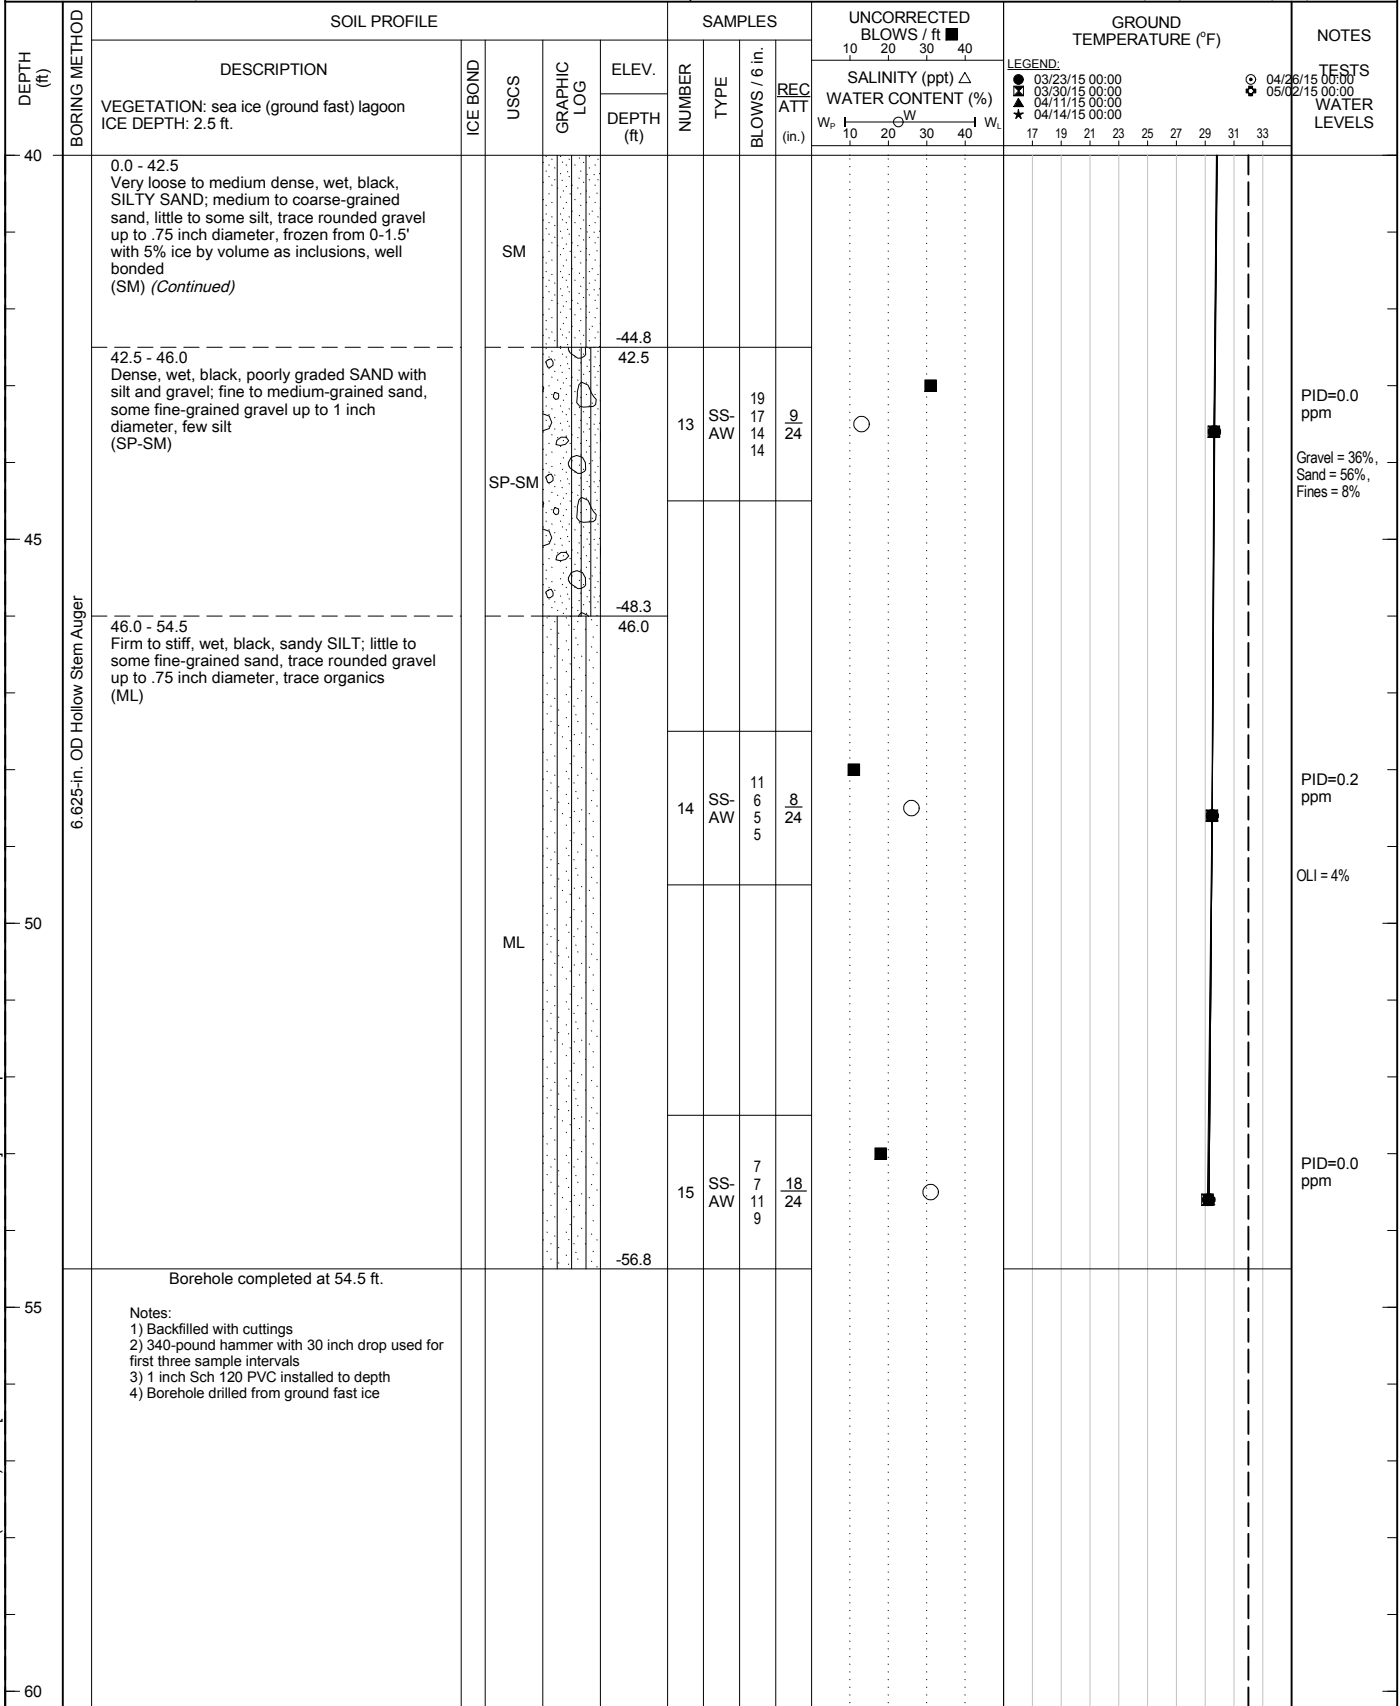 DEPTH
(ft)
BORING METHOD
SOIL PROFILE
DESCRIPTION
VEGETATION: sea ice (ground fast) lagoon
ICE DEPTH: 2.5 ft.
ICE BOND
USCS
GRAPHIC
LOG
ELEV.
DEPTH
(ft)
SAMPLES
NUMBER
TYPE
BLOWS / 6 in.
REC
ATT
(in.)
UNCORRECTED
BLOWS / ft ■
10 20 30 40
SALINITY (ppt) △
WATER CONTENT (%)
Wp W WL
10 20 30 40
GROUND
TEMPERATURE (°F)
LEGEND:
03/23/15 00:00
03/30/15 00:00
04/11/15 00:00
04/14/15 00:00
04/26/15 00:00
05/02/15 00:00
17 19 21 23 25 27 29 31 33
NOTES
TESTS
WATER
LEVELS
40
0.0 - 42.5
Very loose to medium dense, wet, black,
SILTY SAND; medium to coarse-grained
sand, little to some silt, trace rounded gravel
up to .75 inch diameter, frozen from 0-1.5'
with 5% ice by volume as inclusions, well
bonded
(SM) (Continued)
SM
-44.8
42.5
42.5 - 46.0
Dense, wet, black, poorly graded SAND with
silt and gravel; fine to medium-grained sand,
some fine-grained gravel up to 1 inch
diameter, few silt
(SP-SM)
SP-SM
13
SS-
AW
19
17
14
14
9
24
PID=0.0
ppm
Gravel = 36%,
Sand = 56%,
Fines = 8%
45
-48.3
46.0
6.625-in. OD Hollow Stem Auger
46.0 - 54.5
Firm to stiff, wet, black, sandy SILT; little to
some fine-grained sand, trace rounded gravel
up to .75 inch diameter, trace organics
(ML)
14
SS-
AW
11
6
5
5
8
24
PID=0.2
ppm
OLI = 4%
50
ML
15
SS-
AW
7
7
11
9
18
24
PID=0.0
ppm
-56.8
Borehole completed at 54.5 ft.
55
Notes:
1) Backfilled with cuttings
2) 340-pound hammer with 30 inch drop used for
first three sample intervals
3) 1 inch Sch 120 PVC installed to depth
4) Borehole drilled from ground fast ice
60